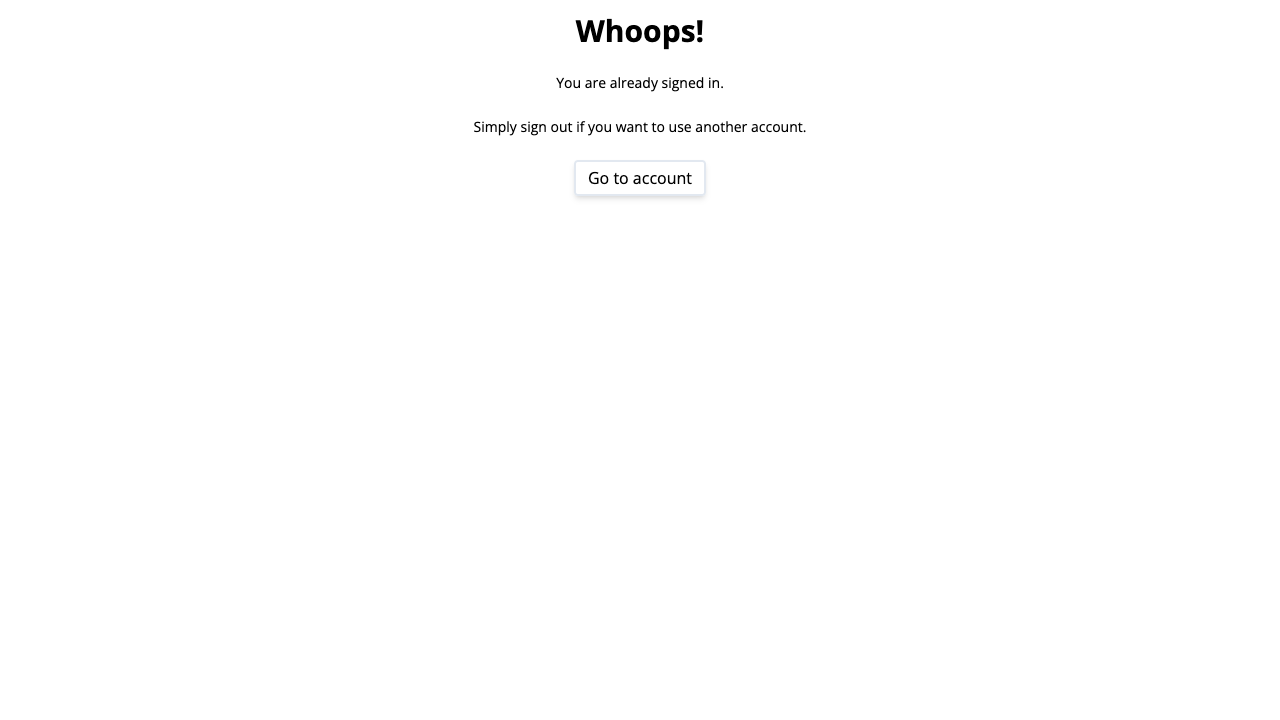 Whoops!
You are already signed in.
Simply sign out if you want to use another account.
Go to account